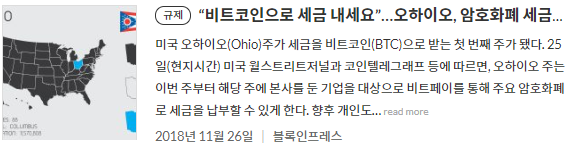 규제 "비트코인으로 세금 내세요"...오하이오, 암호화폐 세금...
미국 오하이오(Ohio)주가 세금을 비트코인(BTC)으로 받는 첫 번째 주가 됐다. 25
일(현지시간) 미국 월스트리트저널과 코인텔레그래프 등에 따르면, 오하이오 주는
이번 주부터 해당 주에 본사를 둔 기업을 대상으로 비트페이를 통해 주요 암호화폐
로 세금을 납부할 수 있게 한다. 향후 개인도... read more
2018년 11월 26일 | 블록인프레스